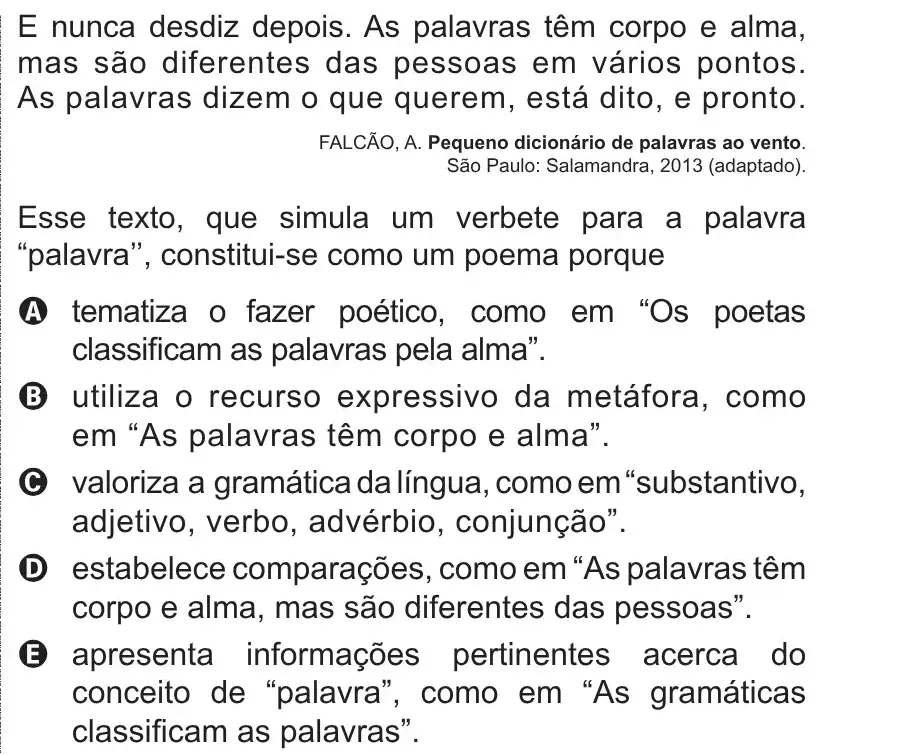 E nunca desdiz depois. As palavras têm corpo e alma,
mas são diferentes das pessoas em vários pontos.
As palavras dizem o que querem, está dito, e pronto.
FALCÃO, A. Pequeno dicionário de palavras ao vento.
São Paulo: Salamandra, 2013 (adaptado).
Esse texto, que simula um verbete para a palavra
“palavra’’, constitui-se como um poema porque
A tematiza o fazer poético, como em “Os poetas
classificam as palavras pela alma”.
B utiliza o recurso expressivo da metáfora, como
em “As palavras têm corpo e alma”.
C valoriza a gramática da língua, como em “substantivo,
adjetivo, verbo, advérbio, conjunção”.
D estabelece comparações, como em “As palavras têm
corpo e alma, mas são diferentes das pessoas”.
E apresenta informações pertinentes acerca do
conceito de “palavra”, como em “As gramáticas
classificam as palavras”.